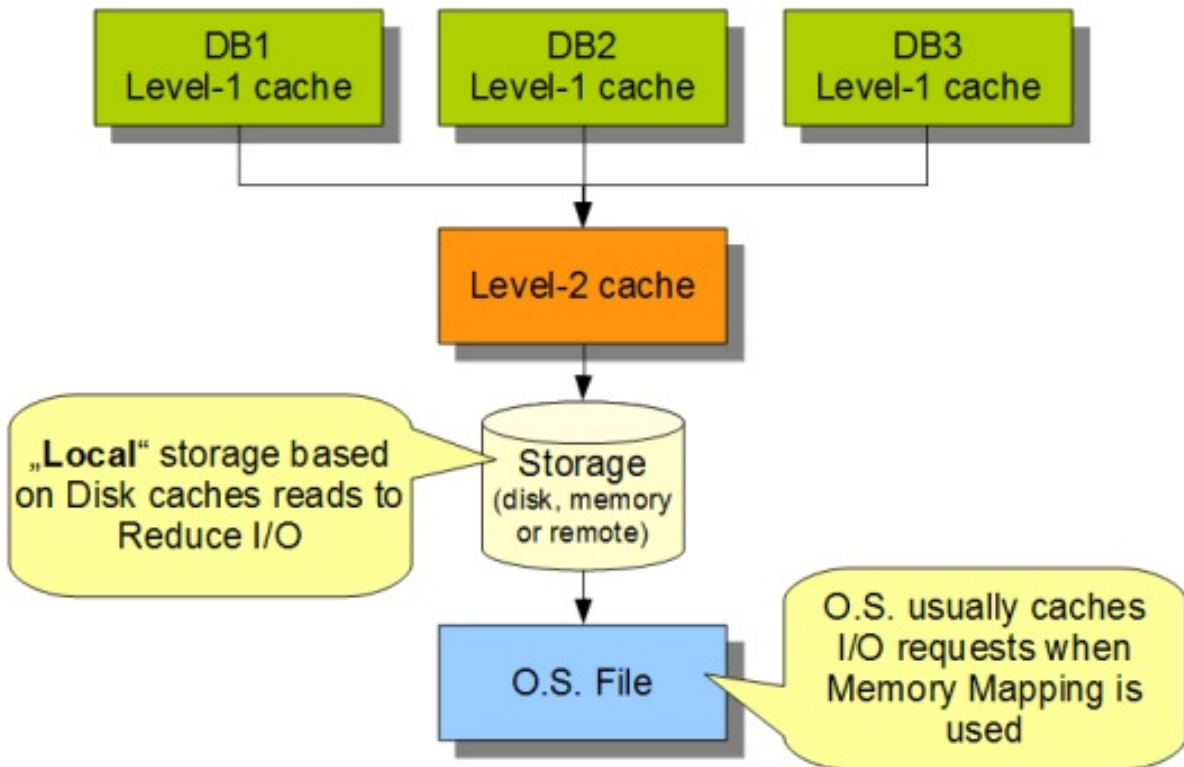 DB1
Level-1 cache
DB2
Level-1 cache
DB3
Level-1 cache
Level-2 cache
„Local“ storage based
on Disk caches reads to
Reduce I/O
Storage
(disk, memory
or remote)
O.S. File
O.S. usually caches
I/O requests when
Memory Mapping is
used